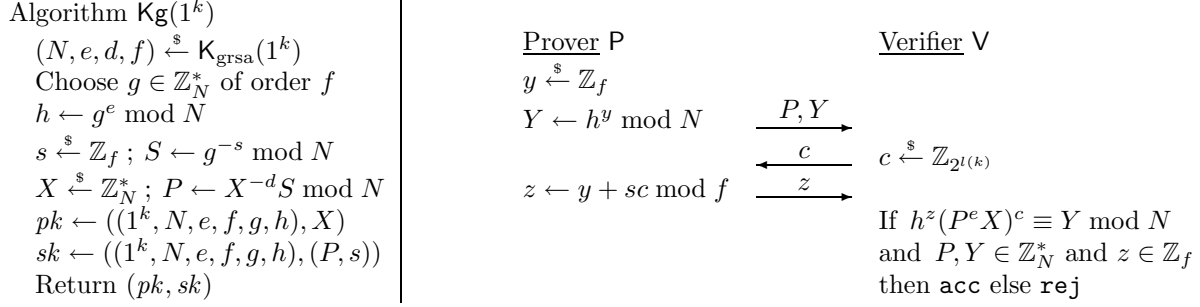 Algorithm Kg(1^k)
(N, e, d, f) ←$ K_grsa(1^k)
Choose g ∈ ℤ*_N of order f
h ← g^e mod N
s ←$ ℤ_f ; S ← g^{−s} mod N
X ←$ ℤ*_N ; P ← X^{−d}S mod N
pk ← ((1^k, N, e, f, g, h), X)
sk ← ((1^k, N, e, f, g, h), (P, s))
Return (pk, sk)
Prover P Verifier V
y ←$ ℤ_f
Y ← h^y mod N P, Y
c c ←$ ℤ_{2^{l(k)}}
z ← y + sc mod f z
If h^z(P^eX)^c ≡ Y mod N
and P, Y ∈ ℤ*_N and z ∈ ℤ_f
then acc else rej